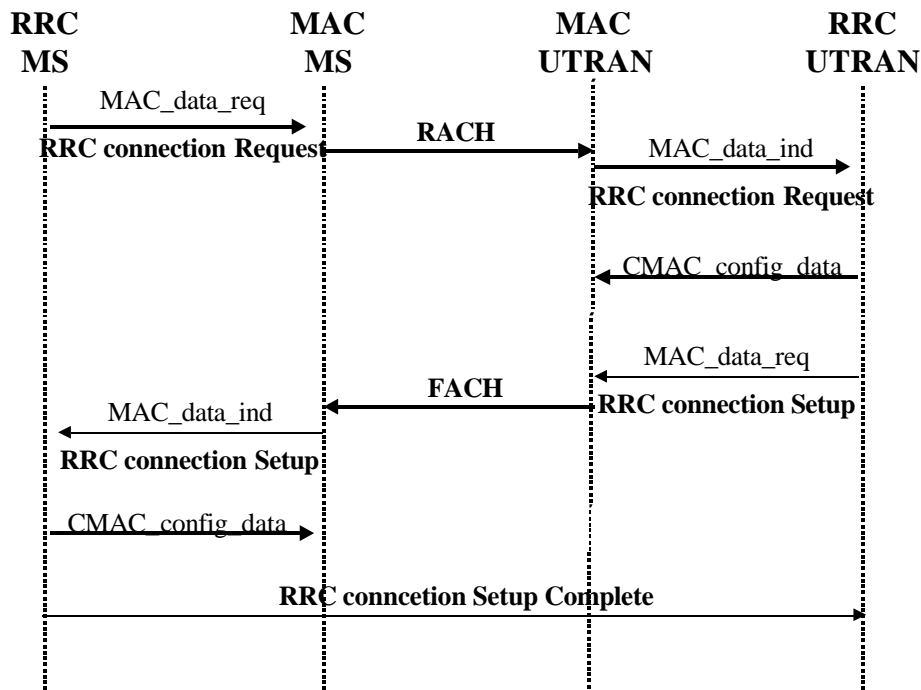 RRC MAC MAC RRC
MS MS UTRAN UTRAN
MAC_data_req
RACH
RRC connection Request
MAC_data_ind
RRC connection Request
CMAC_config_data
MAC_data_req
FACH
RRC connection Setup
MAC_data_ind
RRC connection Setup
CMAC_config_data
RRC conncetion Setup Complete